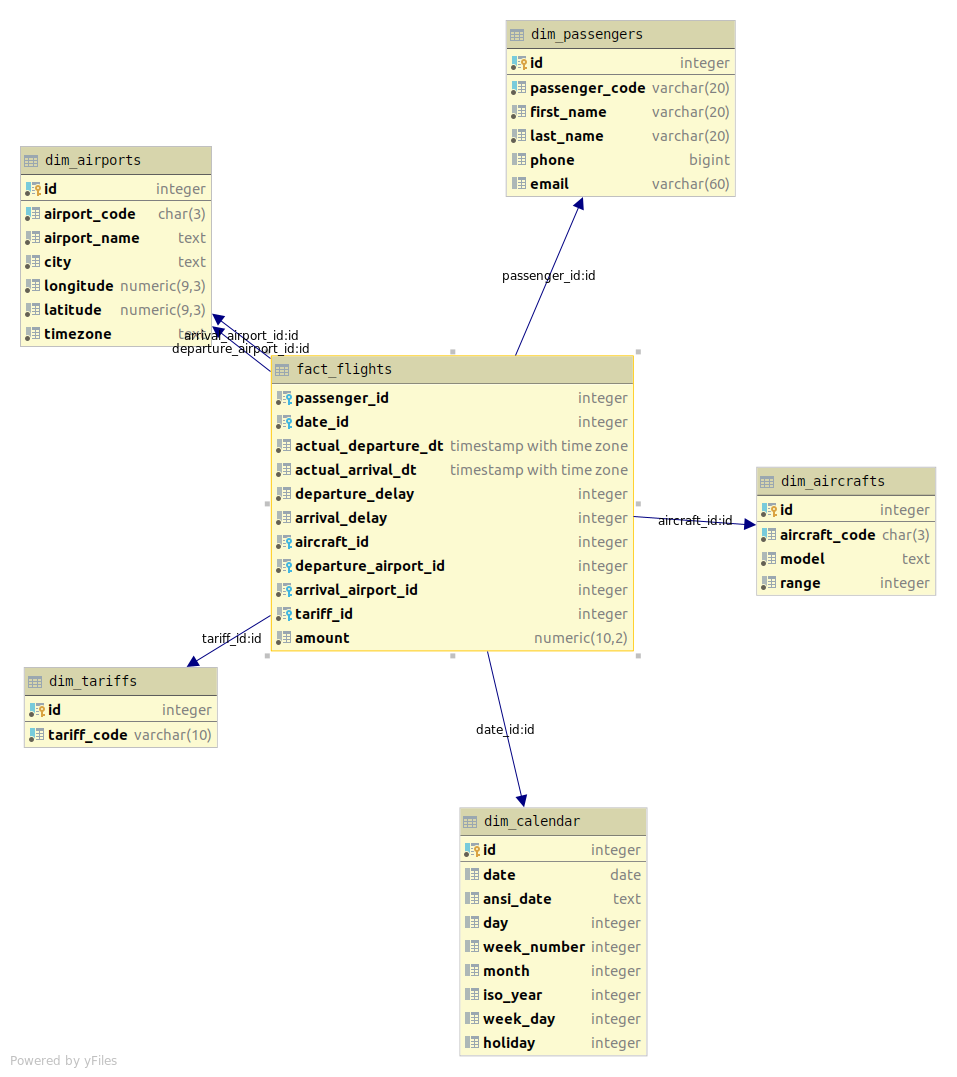 dim_passengers
id integer
passenger_code varchar(20)
first_name varchar(20)
last_name varchar(20)
phone bigint
email varchar(60)
dim_airports
id integer
airport_code char(3)
airport_name text
city text
longitude numeric(9,3)
latitude numeric(9,3)
timezone text
passenger_id:id
arrival_airport_id:id
departure_airport_id:id
fact_flights
passenger_id integer
date_id integer
actual_departure_dt timestamp with time zone
actual_arrival_dt timestamp with time zone
departure_delay integer
arrival_delay integer
aircraft_id integer
departure_airport_id integer
arrival_airport_id integer
tariff_id integer
amount numeric(10,2)
aircraft_id:id
dim_aircrafts
id integer
aircraft_code char(3)
model text
range integer
tariff_id:id
dim_tariffs
id integer
tariff_code varchar(10)
date_id:id
dim_calendar
id integer
date date
ansi_date text
day integer
week_number integer
month integer
iso_year integer
week_day integer
holiday integer
Powered by yFiles